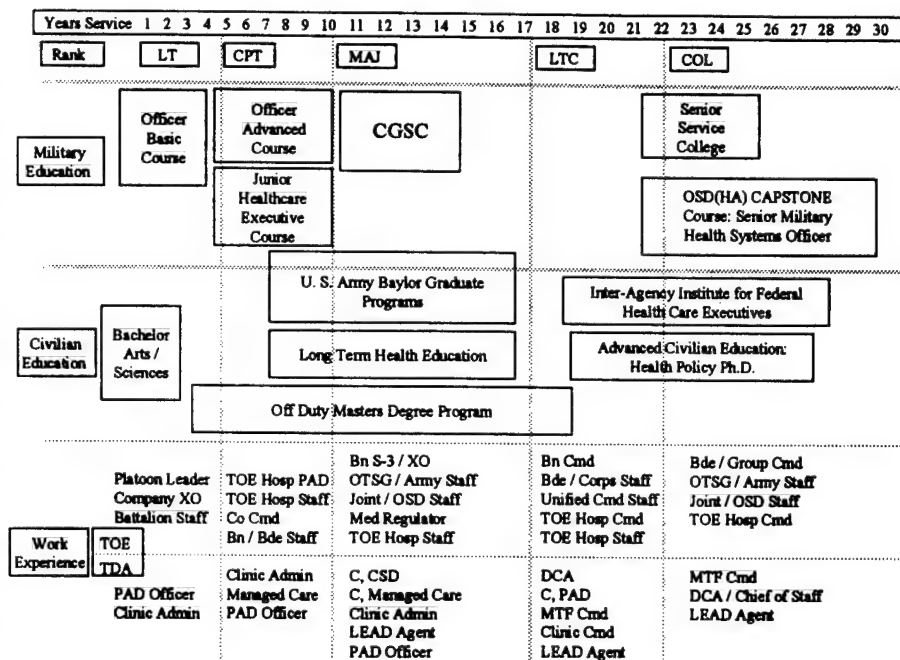 Years Service 1 2 3 4 5 6 7 8 9 10 11 12 13 14 15 16 17 18 19 20 21 22 23 24 25 26 27 28 29 30
Rank LT CPT MAJ LTC COL
Military
Education
Officer
Basic
Course
Officer
Advanced
Course
Junior
Healthcare
Executive
Course
CGSC
Senior
Service
College
OSD(HA) CAPSTONE
Course: Senior Military
Health Systems Officer
Civilian
Education
Bachelor
Arts /
Sciences
U. S. Army Baylor Graduate
Programs
Long Term Health Education
Off Duty Masters Degree Program
Inter-Agency Institute for Federal
Health Care Executives
Advanced Civilian Education:
Health Policy Ph.D.
Work
Experience
TOE
TDA
Platoon Leader
Company XO
Battalion Staff
TOE Hosp PAD
TOE Hosp Staff
Co Cmd
Bn / Bde Staff
Bn S-3 / XO
OTSG / Army Staff
Joint / OSD Staff
Med Regulator
TOE Hosp Staff
Bn Cmd
Bde / Corps Staff
Unified Cmd Staff
TOE Hosp Cmd
TOE Hosp Staff
Bde / Group Cmd
OTSG / Army Staff
Joint / OSD Staff
TOE Hosp Cmd
PAD Officer
Clinic Admin
Clinic Admin
Managed Care
PAD Officer
C, CSD
C, Managed Care
Clinic Admin
LEAD Agent
PAD Officer
DCA
C, PAD
MTF Cmd
Clinic Cmd
LEAD Agent
MTF Cmd
DCA / Chief of Staff
LEAD Agent